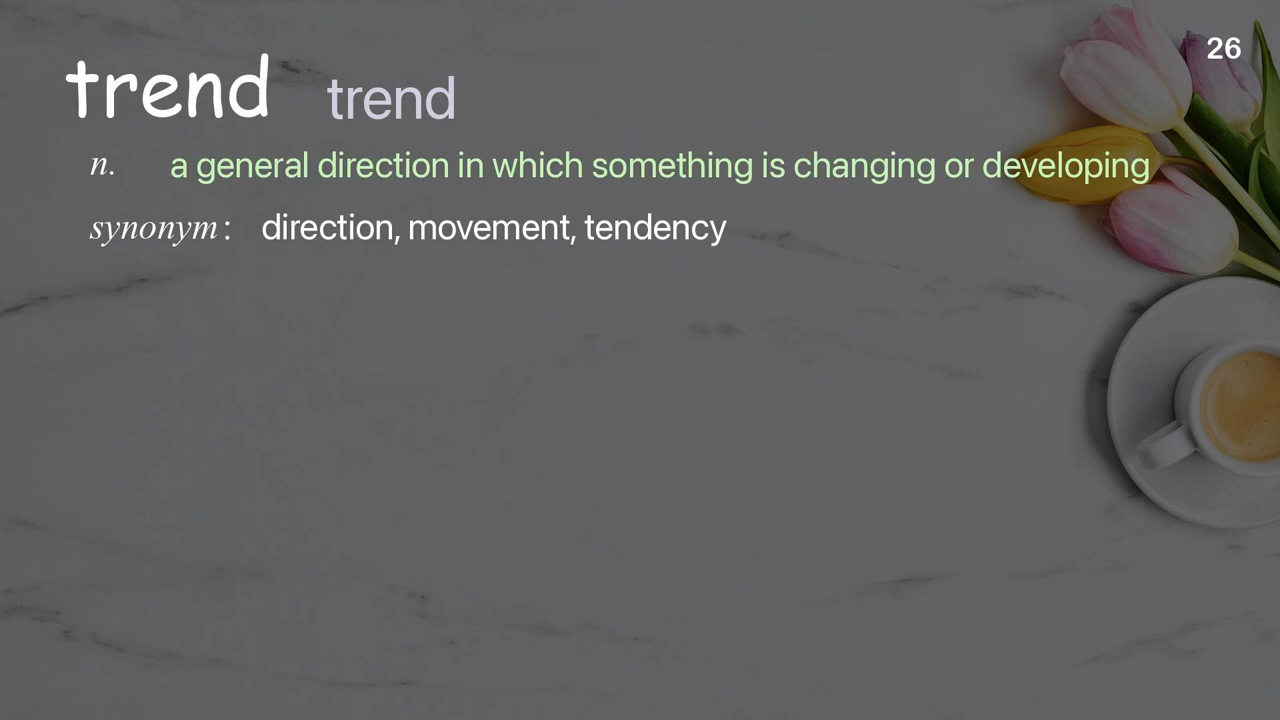 26
trend trend
n. a general direction in which something is changing or developing
synonym: direction, movement, tendency